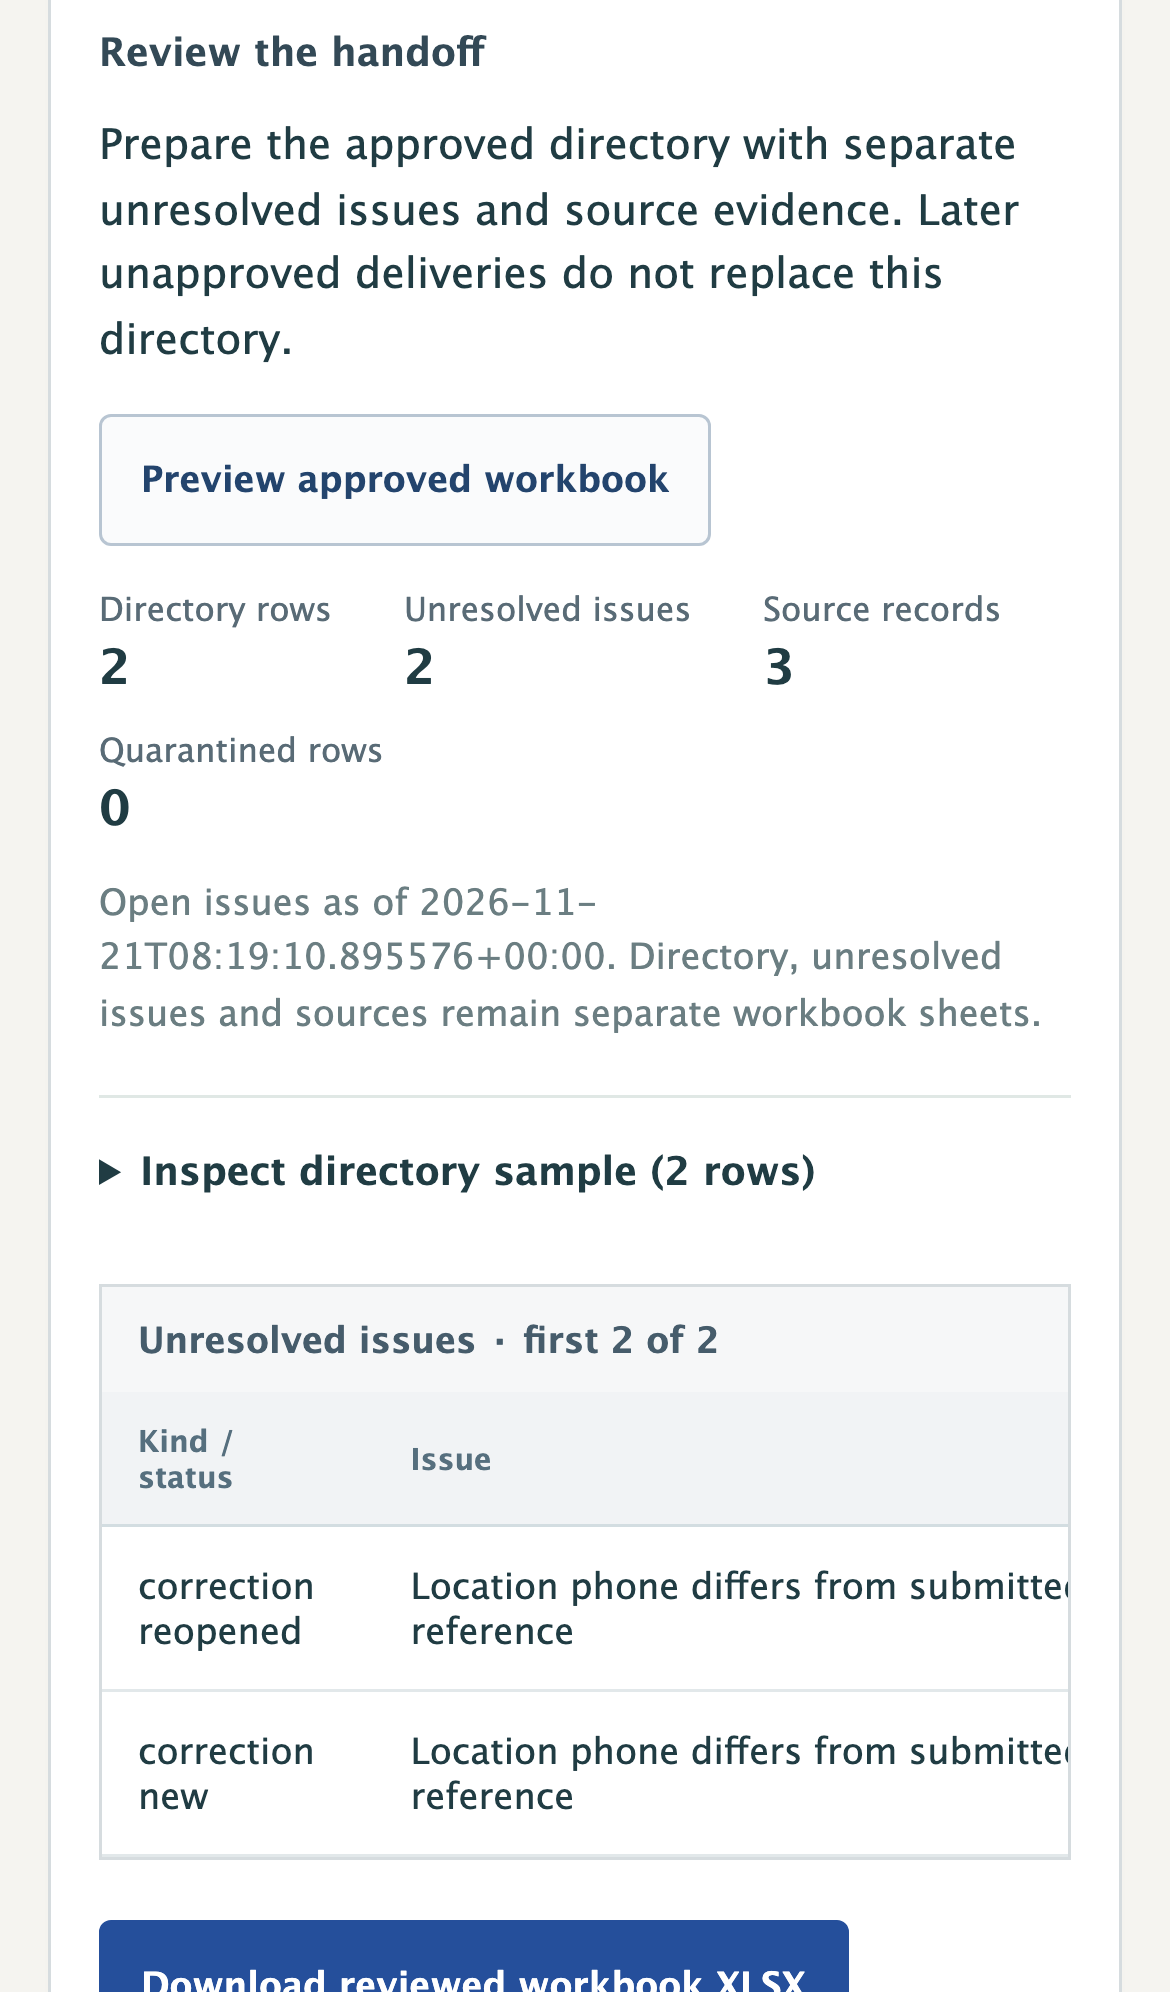 Review the handoff
Prepare the approved directory with separate
unresolved issues and source evidence. Later
unapproved deliveries do not replace this
directory.
Preview approved workbook
Directory rows
2
Unresolved issues
2
Source records
3
Quarantined rows
0
Open issues as of 2026-11-
21T08:19:10.895576+00:00. Directory, unresolved
issues and sources remain separate workbook sheets.
Inspect directory sample (2 rows)
Unresolved issues · first 2 of 2
Kind /
status
Issue
correction
reopened
Location phone differs from submitted
reference
correction
new
Location phone differs from submitted
reference
Download reviewed workbook XLSX